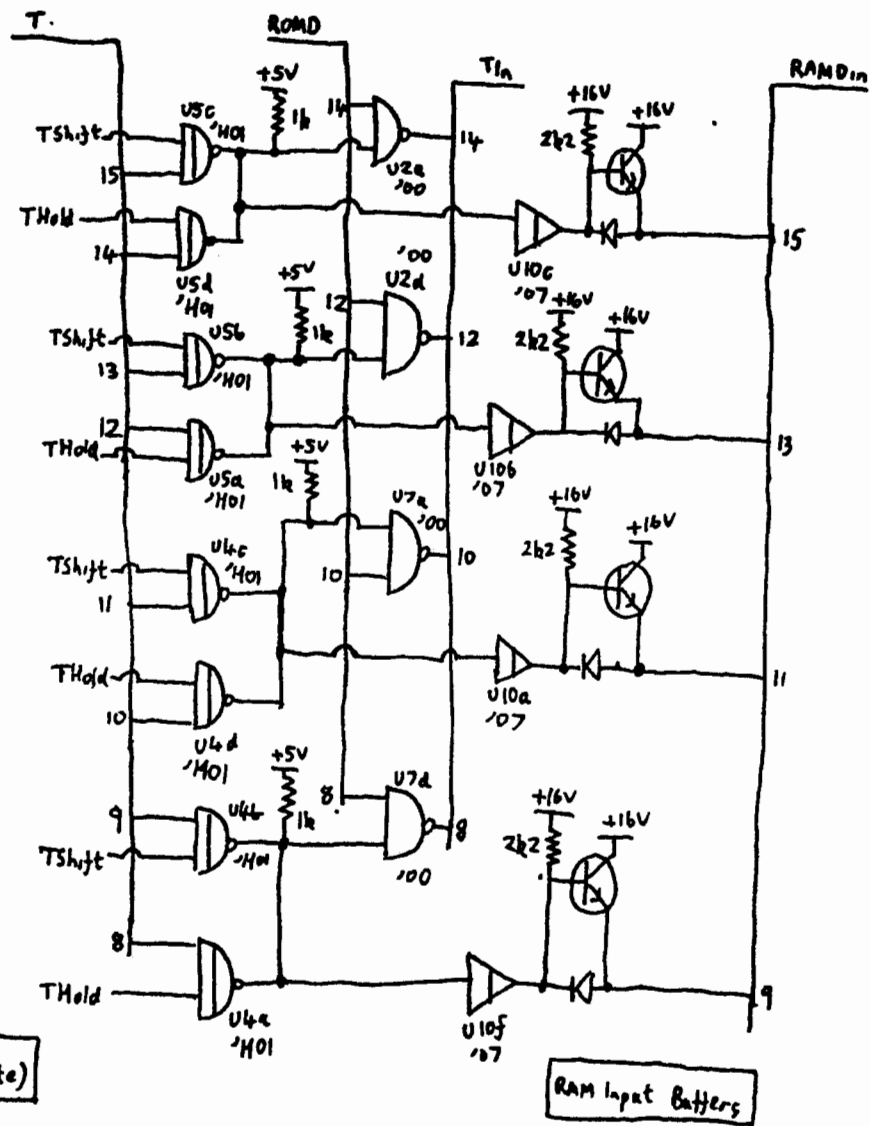 T.
ROMD
TIn
RAMDin
+5V
1k
U5c
'H01
TShift
15
14
U2a
'00
14
+16V
2k2
+16V
THold
14
U5d
'H01
U10c
'07
15
+5V
1k
'00
U2d
12
12
TShift
13
U5b
'H01
+16V
2k2
+16V
12
THold
U5a
'H01
U10b
'07
13
+5V
1k
U7a
'00
10
10
TShift
11
U4c
'H01
+16V
2k2
+16V
THold
10
U4d
'H01
U10a
'07
11
+5V
1k
U7d
8
8
'00
9
TShift
U4b
'H01
+16V
2k2
+16V
8
THold
U4a
'H01
U10f
'07
9
te)
RAM Input Buffers